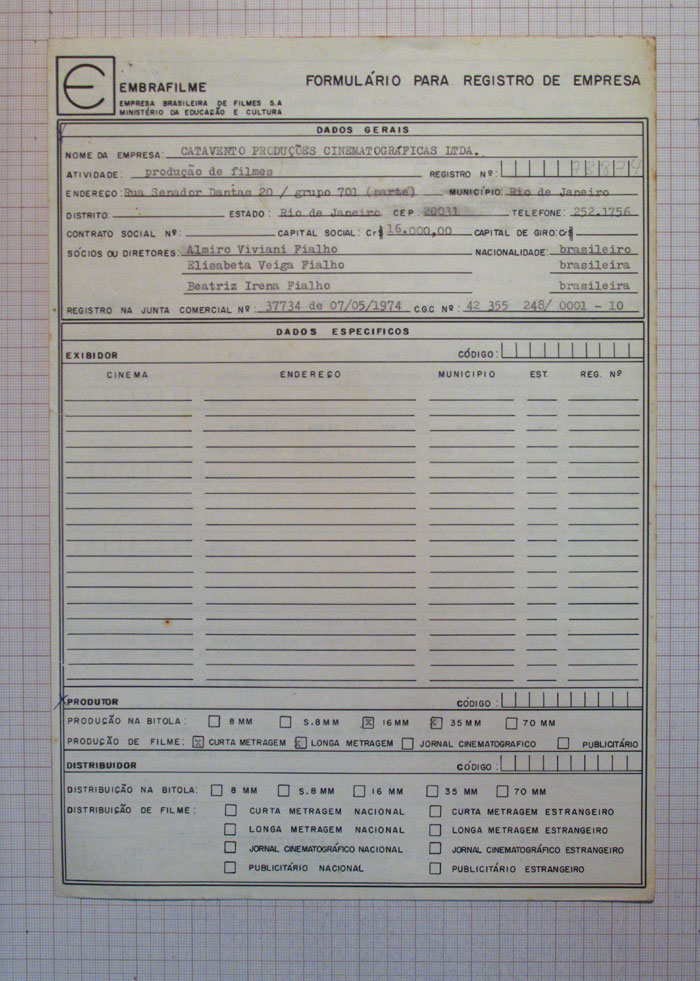 EMBRAFILME
EMPRESA BRASILEIRA DE FILMES S.A
MINISTÉRIO DA EDUCAÇÃO E CULTURA
FORMULÁRIO PARA REGISTRO DE EMPRESA
DADOS GERAIS
NOME DA EMPRESA: CATAVENTO PRODUÇÕES CINEMATOGRÁFICAS LTDA.
ATIVIDADE: produção de filmes REGISTRO Nº:
ENDEREÇO: Rua Senador Dantas 20 / grupo 701 (parte) MUNICÍPIO: Rio de Janeiro
DISTRITO: ESTADO: Rio de Janeiro CEP 20031 TELEFONE: 252.1756
CONTRATO SOCIAL Nº: CAPITAL SOCIAL: Cr$ 16.000,00 CAPITAL DE GIRO: Cr$
SÓCIOS OU DIRETORES: Almiro Viviani Fialho NACIONALIDADE: brasileiro
Elisabeta Veiga Fialho brasileira
Beatriz Irena Fialho brasileira
REGISTRO NA JUNTA COMERCIAL Nº: 37734 de 07/05/1974 CGC Nº: 42 355 248/ 0001 - 10
DADOS ESPECIFICOS
EXIBIDOR CÓDIGO:
CINEMA ENDEREÇO MUNICIPIO EST. REG. Nº
PRODUTOR CÓDIGO:
PRODUÇÃO NA BITOLA: 8 MM S.8 MM x 16 MM 35 MM 70 MM
PRODUÇÃO DE FILME: x CURTA METRAGEM LONGA METRAGEM JORNAL CINEMATOGRAFICO PUBLICITÁRIO
DISTRIBUIDOR CÓDIGO:
DISTRIBUIÇÃO NA BITOLA: 8 MM S.8 MM 16 MM 35 MM 70 MM
DISTRIBUIÇÃO DE FILME: CURTA METRAGEM NACIONAL CURTA METRAGEM ESTRANGEIRO
LONGA METRAGEM NACIONAL LONGA METRAGEM ESTRANGEIRO
JORNAL CINEMATOGRÁFICO NACIONAL JORNAL CINEMATOGRÁFICO ESTRANGEIRO
PUBLICITÁRIO NACIONAL PUBLICITÁRIO ESTRANGEIRO